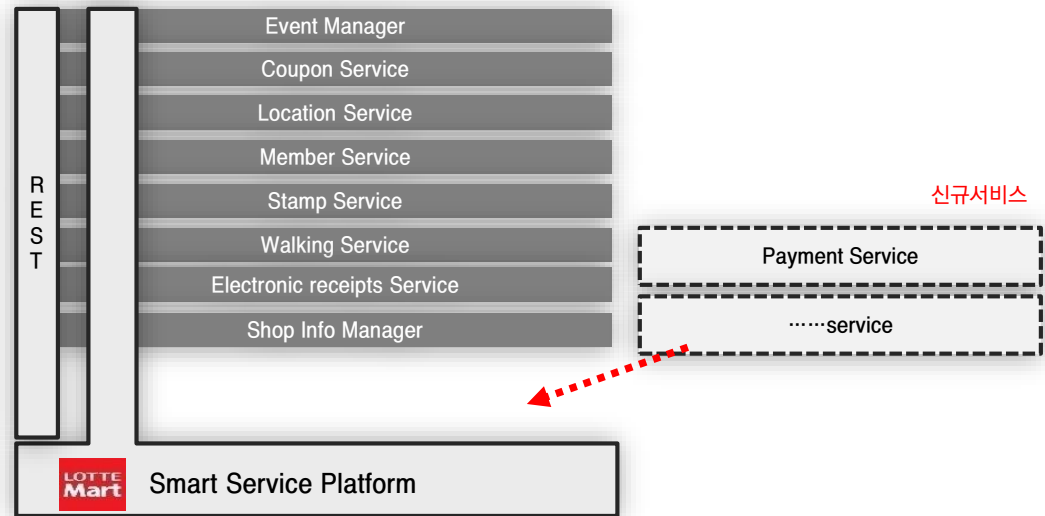 Event Manager
Coupon Service
Location Service
Member Service
Stamp Service
Walking Service
Electronic receipts Service
Shop Info Manager
R
E
S
T
신규서비스
Payment Service
……service
LOTTE
Mart
Smart Service Platform